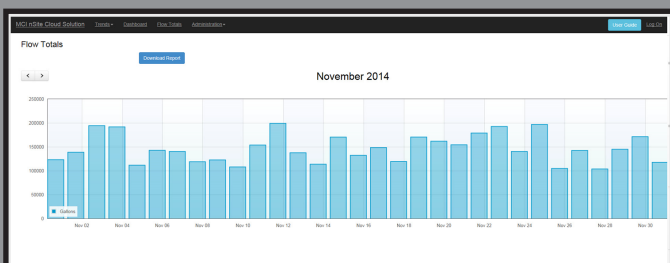 MCI nSite Cloud Solution Trends Dashboard Flow Totals Administration User Guide Log On
Flow Totals
Download Report
< >
November 2014
250000
200000
150000
100000
50000
0
Gallons
Nov 02 Nov 04 Nov 06 Nov 08 Nov 10 Nov 12 Nov 14 Nov 16 Nov 18 Nov 20 Nov 22 Nov 24 Nov 26 Nov 28 Nov 30